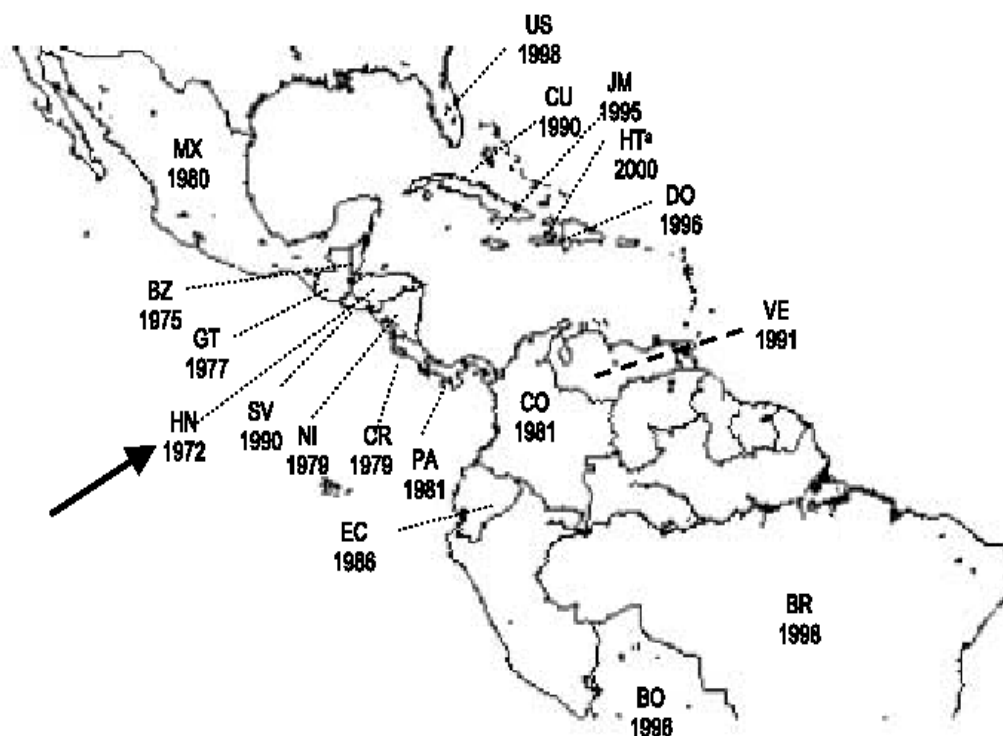 US
1998
JM
1995
CU
1990
HTª
2000
MX
1980
DO
1996
BZ
1975
VE
1991
GT
1977
HN
1972
SV
1990
NI
1979
CR
1979
PA
1981
CO
1981
EC
1986
BR
1998
BO
1998